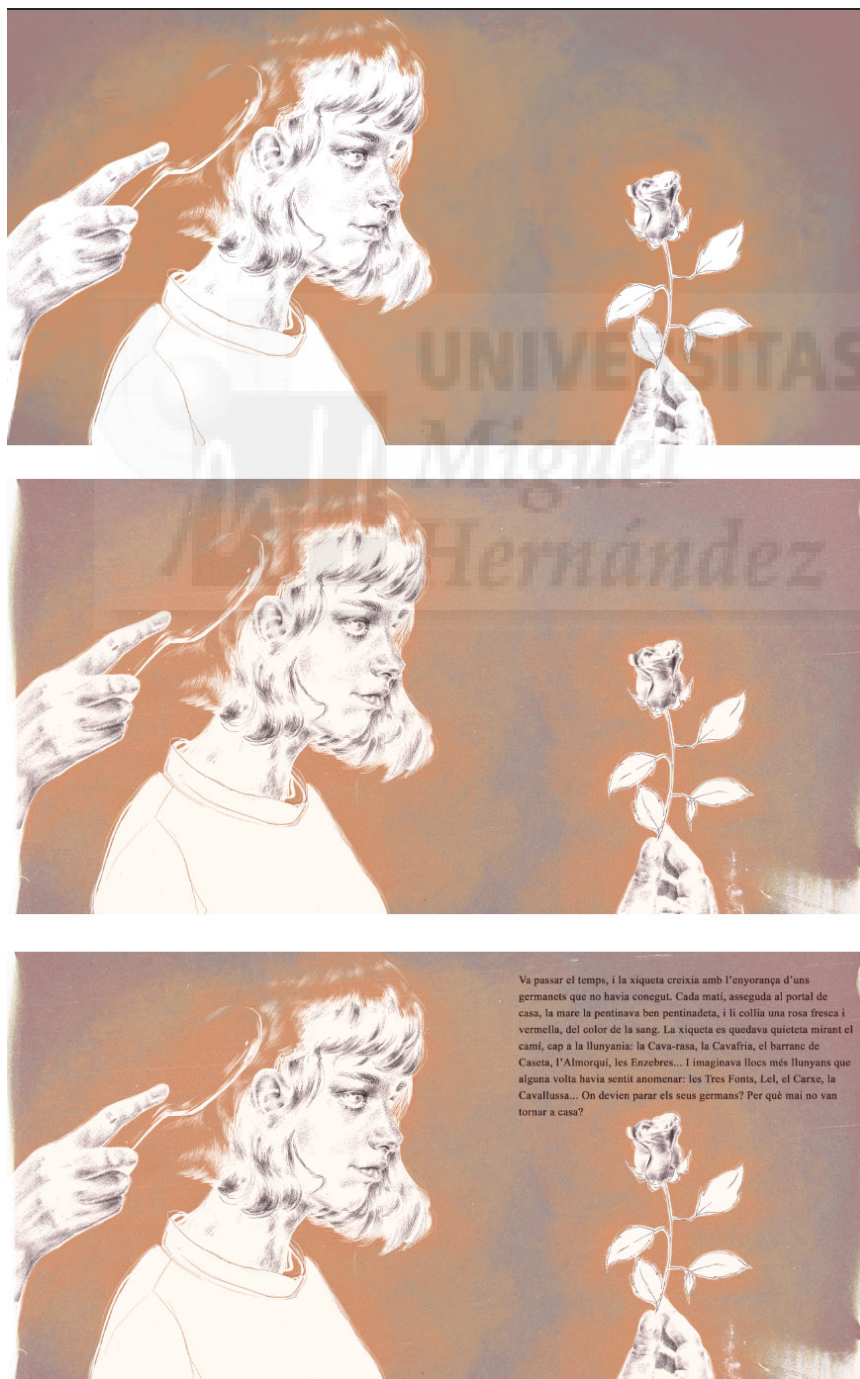 UNIVERSITAS
Miguel
Hernández
Va passar el temps, i la xiqueta creixia amb l'enyorança d'uns
germanets que no havia conegut. Cada matí, asseguda al portal de
casa, la mare la pentinava ben pentinadeta, i li collia una rosa fresca i
vermella, del color de la sang. La xiqueta es quedava quieteta mirant el
camí, cap a la llunyania: la Cava-rasa, la Cavafria, el barranc de
Caseta, l'Almorquí, les Enzebres... I imaginava llocs més llunyans que
alguna volta havia sentit anomenar: les Tres Fonts, Lel, el Carxe, la
Cavallussa... On devien parar els seus germans? Per què mai no van
tornar a casa?